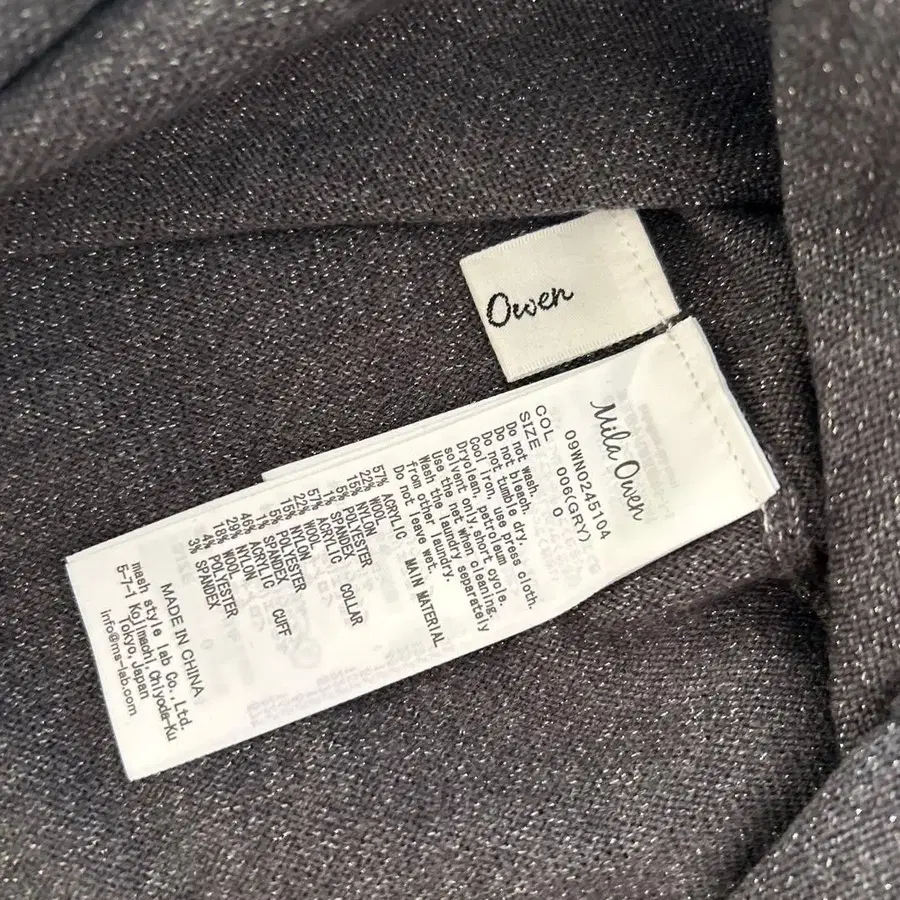 Owen
Mila Owen
09WNO245104
COL 006(GRY)
SIZE 0
Do not wash.
Do not bleach.
Do not tumble dry.
Cool iron, use press cloth.
Dryclean, petroleum
solvent only, short cycle.
Use the net when cleaning.
Wash the laundry separately
from other laundry.
Do not leave wet.
57% ACRYLIC MAIN MATERIAL
22% WOOL
15% NYLON
5% POLYESTER
1% SPANDEX
57% ACRYLIC COLLAR
22% WOOL
15% NYLON
5% POLYESTER
1% SPANDEX
46% ACRYLIC CUFF
29% NYLON
18% WOOL
4% POLYESTER
3% SPANDEX
MADE IN CHINA
mash style lab Co.,Ltd.
5-7-1 Kojimachi,Chiyoda-Ku
Tokyo,Japan
info@ms-lab.com